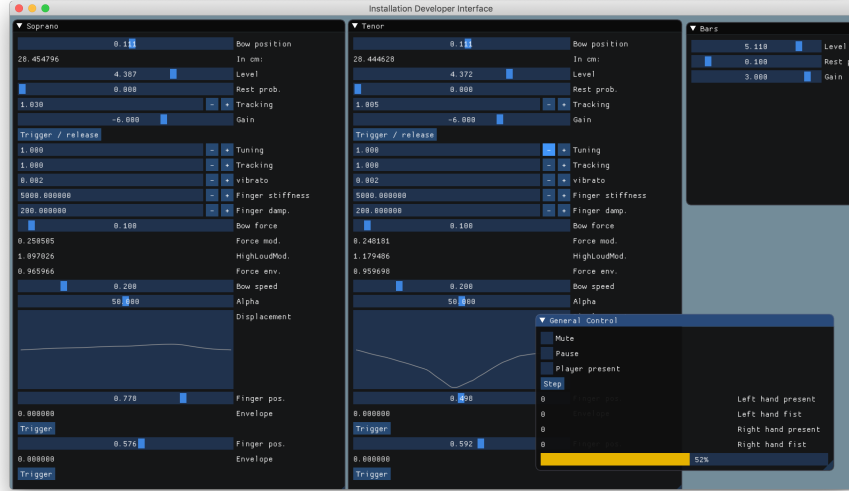 Installation Developer Interface
Soprano
0.111 Bow position
28.454796 In cm:
4.387 Level
0.000 Rest prob.
1.030 - + Tracking
-6.000 Gain
Trigger / release
1.000 - + Tuning
1.000 - + Tracking
0.002 - + vibrato
5000.000000 - + Finger stiffness
200.000000 - + Finger damp.
0.100 Bow force
0.250505 Force mod.
1.097026 HighLoudMod.
0.965966 Force env.
0.200 Bow speed
50.000 Alpha
Displacement
0.770 Finger pos.
0.000000 Envelope
Trigger
0.576 Finger pos.
0.000000 Envelope
Trigger
Tenor
0.111 Bow position
28.444628 In cm:
4.372 Level
0.000 Rest prob.
1.005 - + Tracking
-6.000 Gain
Trigger / release
1.000 - + Tuning
1.000 - + Tracking
0.002 - + vibrato
5000.000000 - + Finger stiffness
200.000000 - + Finger damp.
0.100 Bow force
0.248181 Force mod.
1.179486 HighLoudMod.
0.959698 Force env.
0.200 Bow speed
50.000 Alpha
0.490 Finger pos.
0.000000 Envelope
Trigger
0.592 Finger pos.
0.000000 Envelope
Trigger
Bars
5.110 Level
0.100 Rest p
3.000 Gain
General Control
Mute
Pause
Player present
Step
0 Left hand present
0 Left hand fist
0 Right hand present
0 Right hand fist
52%